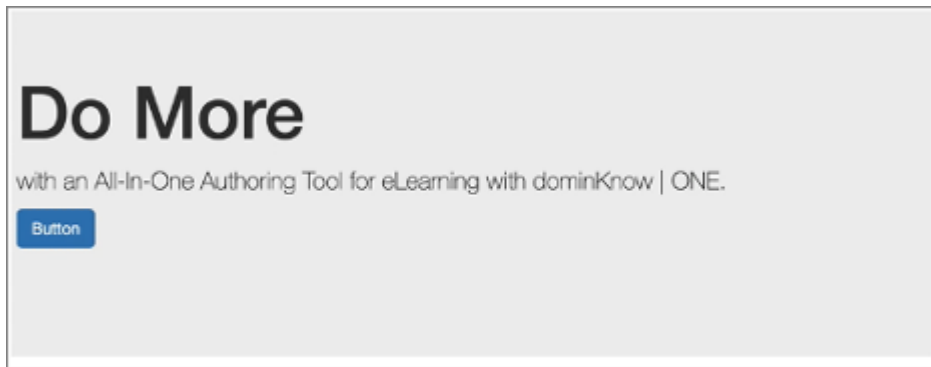 Do More
with an All-In-One Authoring Tool for eLearning with dominKnow | ONE.
Button